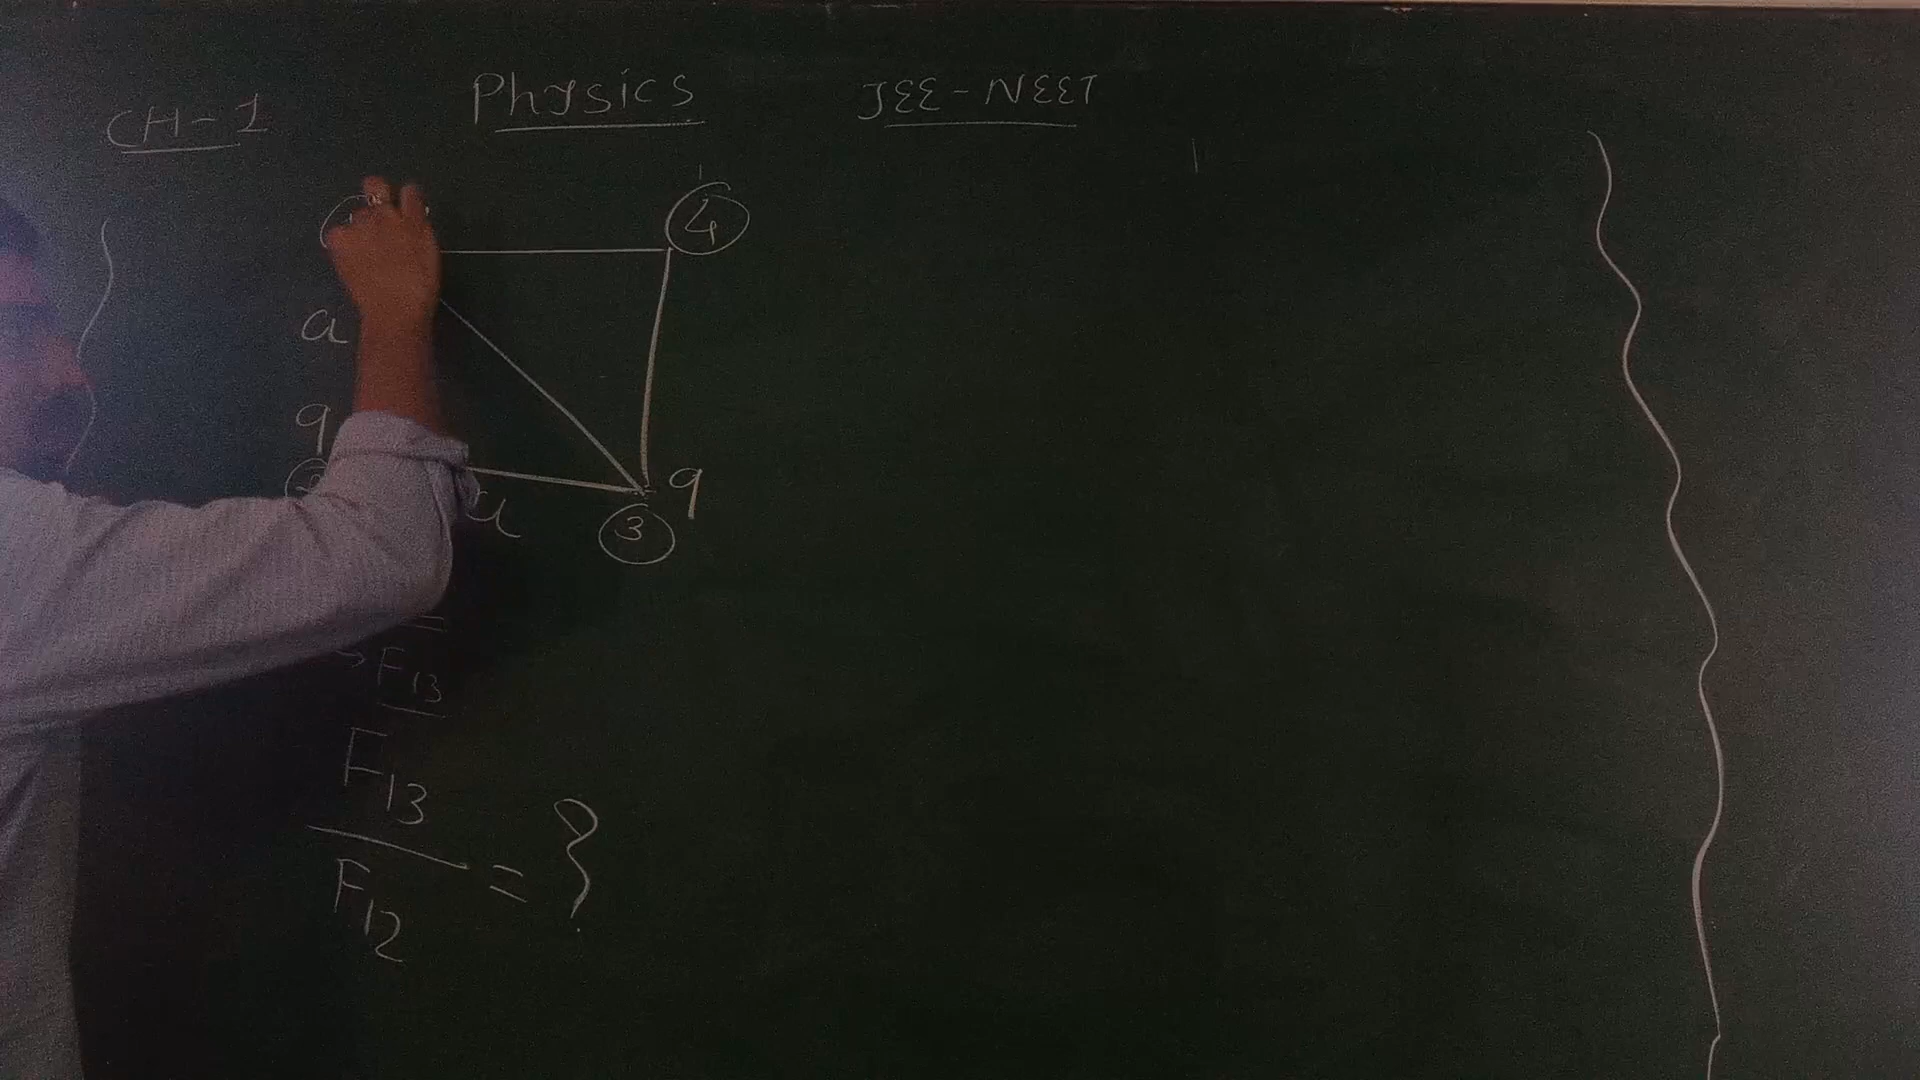 CH-1 Physics JEE-NEET
4
a
q
q
a
3
F13
F13
F12 = ?